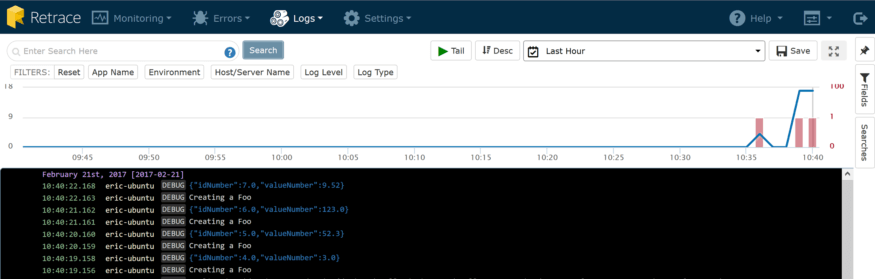 Retrace Monitoring Errors Logs Settings Help
Enter Search Here ? Search Tail Desc Last Hour Save
FILTERS: Reset App Name Environment Host/Server Name Log Level Log Type
Fields
Searches
18 100
9 1
0 0
09:45 09:50 09:55 10:00 10:05 10:10 10:15 10:20 10:25 10:30 10:35 10:40
February 21st, 2017 [2017-02-21]
10:40:22.168 eric-ubuntu DEBUG {"idNumber":7.0,"valueNumber":9.52}
10:40:22.163 eric-ubuntu DEBUG Creating a Foo
10:40:21.162 eric-ubuntu DEBUG {"idNumber":6.0,"valueNumber":123.0}
10:40:21.161 eric-ubuntu DEBUG Creating a Foo
10:40:20.160 eric-ubuntu DEBUG {"idNumber":5.0,"valueNumber":52.3}
10:40:20.159 eric-ubuntu DEBUG Creating a Foo
10:40:19.158 eric-ubuntu DEBUG {"idNumber":4.0,"valueNumber":3.0}
10:40:19.156 eric-ubuntu DEBUG Creating a Foo